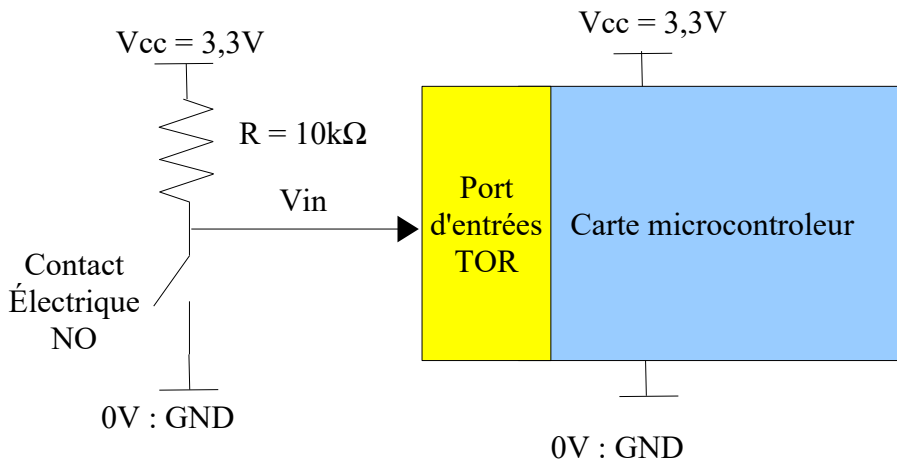 Vcc = 3,3V
R = 10kΩ
Vin
Contact
Électrique
NO
0V : GND
Vcc = 3,3V
Port
d'entrées
TOR
Carte microcontroleur
0V : GND